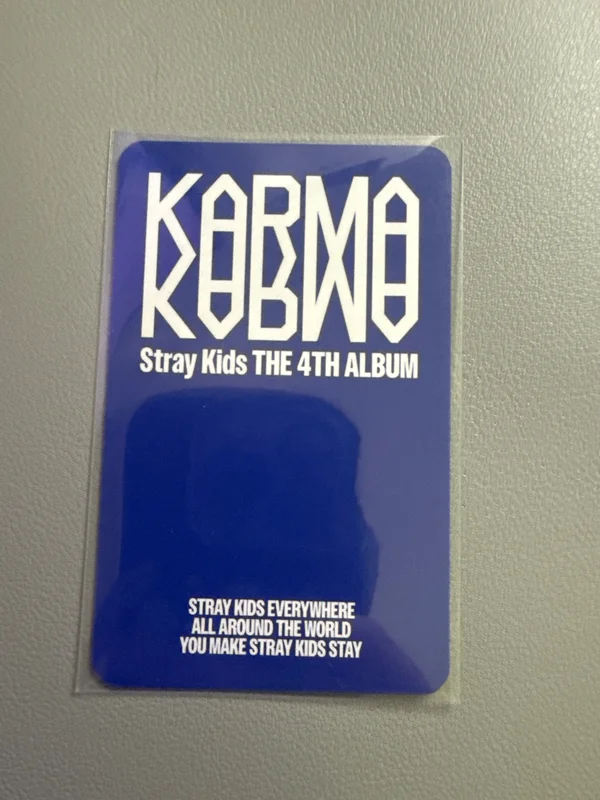 KARMA
Stray Kids THE 4TH ALBUM
STRAY KIDS EVERYWHERE
ALL AROUND THE WORLD
YOU MAKE STRAY KIDS STAY